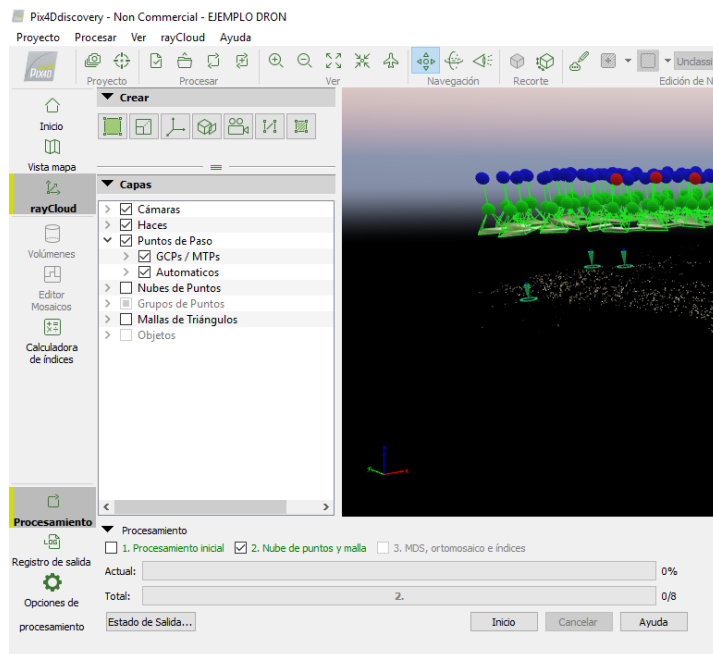 Pix4Ddiscovery - Non Commercial - EJEMPLO DRON
Proyecto Procesar Ver rayCloud Ayuda
PIX4D
Unclassi
Proyecto Procesar Ver Navegación Recorte Edición de N
Inicio
Vista mapa
rayCloud
Volúmenes
Editor
Mosaicos
Calculadora
de índices
Crear
Capas
Cámaras
Haces
Puntos de Paso
GCPs / MTPs
Automaticos
Nubes de Puntos
Grupos de Puntos
Mallas de Triángulos
Objetos
Procesamiento
LOG
Registro de salida
Opciones de
procesamiento
Procesamiento
1. Procesamiento inicial 2. Nube de puntos y malla 3. MDS, ortomosaico e índices
Actual: 0%
Total: 2. 0/8
Estado de Salida... Inicio Cancelar Ayuda